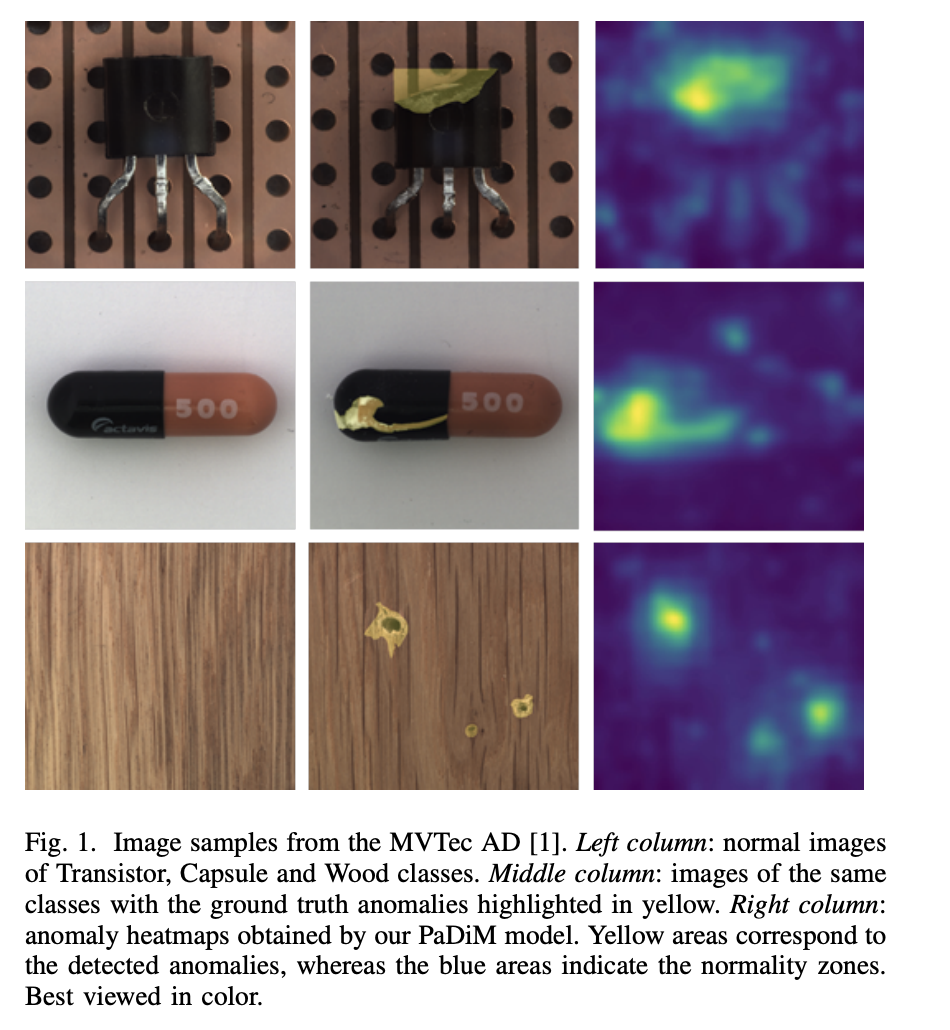 500
actavis
500
Fig. 1. Image samples from the MVTec AD [1]. Left column: normal images
of Transistor, Capsule and Wood classes. Middle column: images of the same
classes with the ground truth anomalies highlighted in yellow. Right column:
anomaly heatmaps obtained by our PaDiM model. Yellow areas correspond to
the detected anomalies, whereas the blue areas indicate the normality zones.
Best viewed in color.